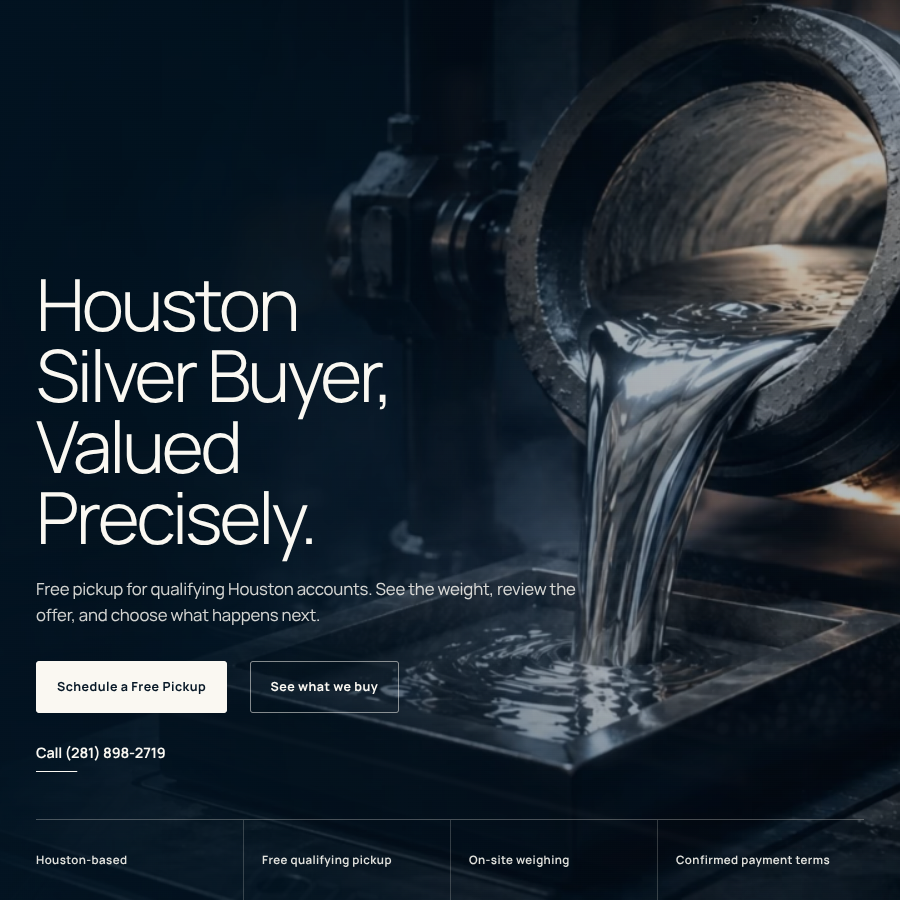 Houston
Silver Buyer,
Valued
Precisely.
Free pickup for qualifying Houston accounts. See the weight, review the
offer, and choose what happens next.
Schedule a Free Pickup
See what we buy
Call (281) 898-2719
Houston-based
Free qualifying pickup
On-site weighing
Confirmed payment terms